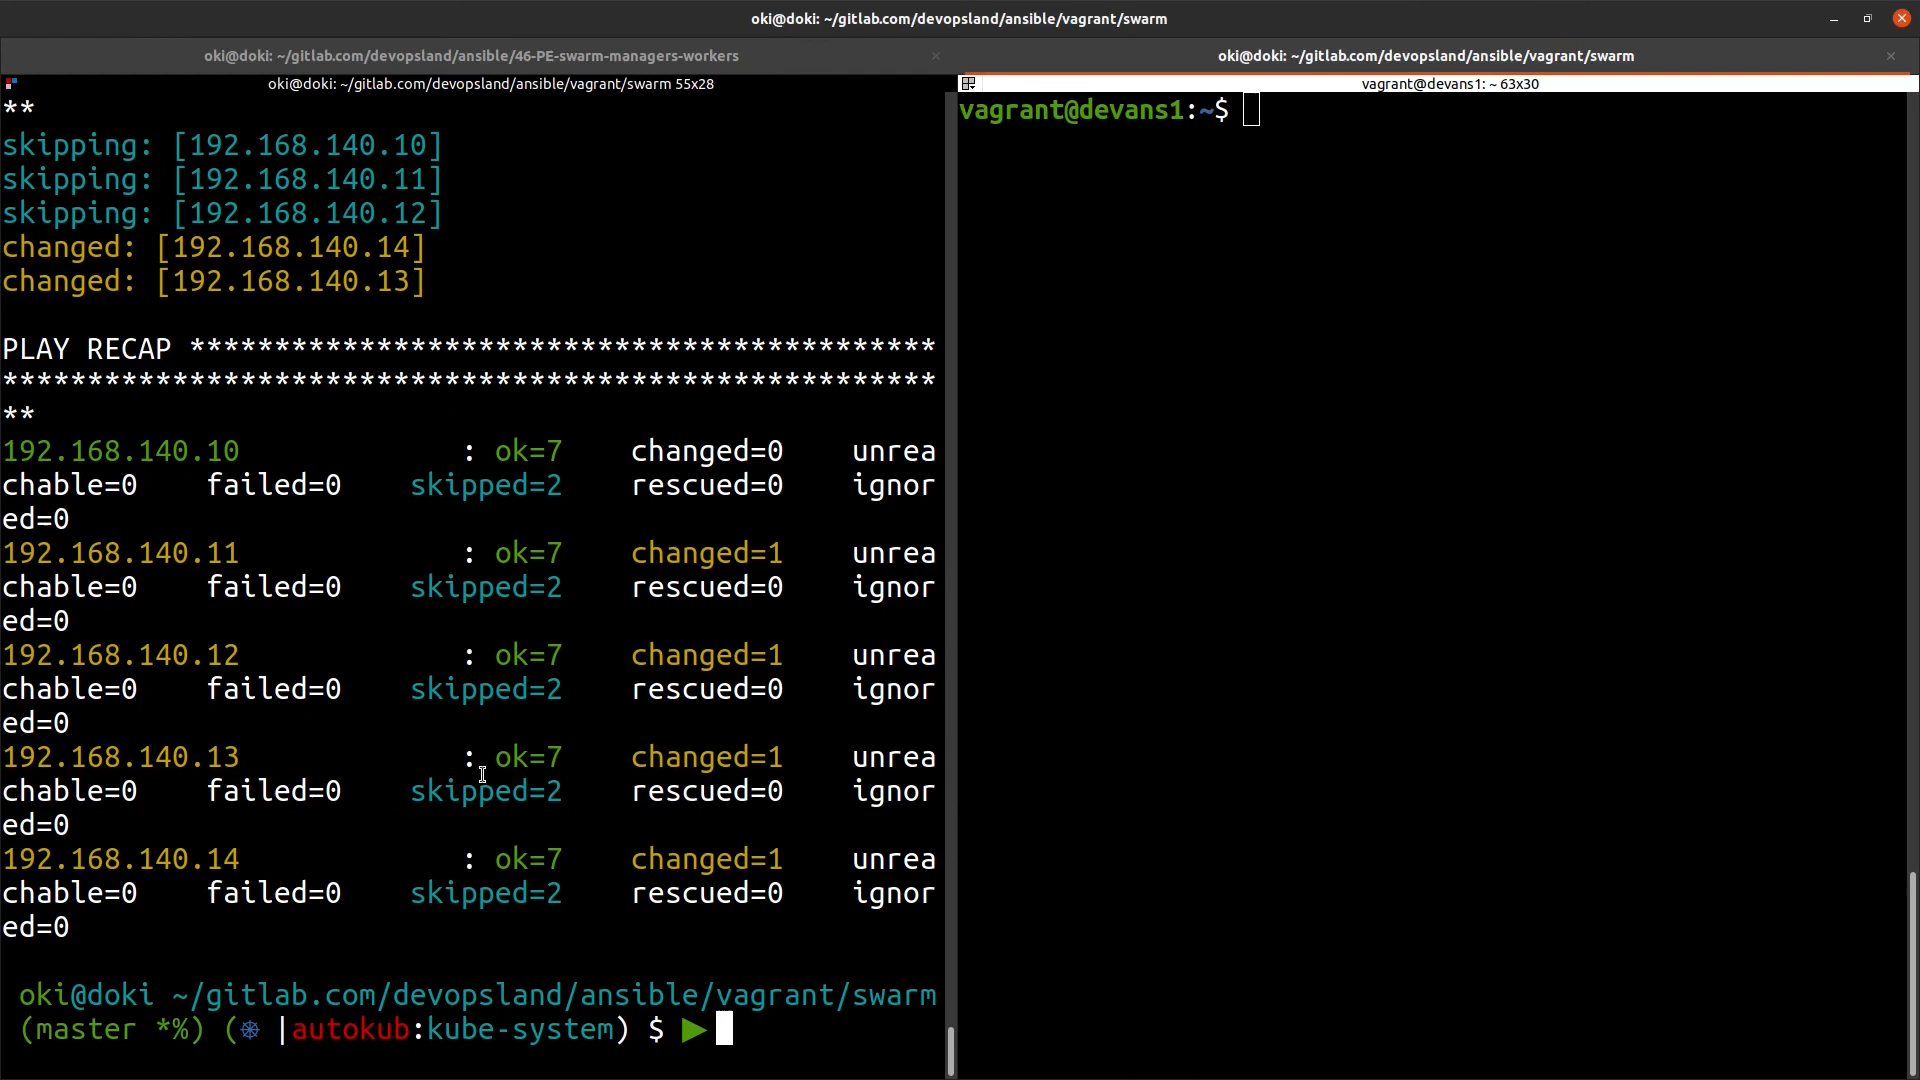 oki@doki: ~/gitlab.com/devopsland/ansible/vagrant/swarm
oki@doki: ~/gitlab.com/devopsland/ansible/46-PE-swarm-managers-workers
oki@doki: ~/gitlab.com/devopsland/ansible/vagrant/swarm
oki@doki: ~/gitlab.com/devopsland/ansible/vagrant/swarm 55x28
**
skipping: [192.168.140.10]
skipping: [192.168.140.11]
skipping: [192.168.140.12]
changed: [192.168.140.14]
changed: [192.168.140.13]
PLAY RECAP ********************************************
*******************************************************
**
192.168.140.10             : ok=7    changed=0    unrea
chable=0    failed=0    skipped=2    rescued=0    ignor
ed=0
192.168.140.11             : ok=7    changed=1    unrea
chable=0    failed=0    skipped=2    rescued=0    ignor
ed=0
192.168.140.12             : ok=7    changed=1    unrea
chable=0    failed=0    skipped=2    rescued=0    ignor
ed=0
192.168.140.13             : ok=7    changed=1    unrea
chable=0    failed=0    skipped=2    rescued=0    ignor
ed=0
192.168.140.14             : ok=7    changed=1    unrea
chable=0    failed=0    skipped=2    rescued=0    ignor
ed=0
oki@doki ~/gitlab.com/devopsland/ansible/vagrant/swarm
(master *%) (⎈ |autokub:kube-system) $ ▶
vagrant@devans1: ~ 63x30
vagrant@devans1:~$